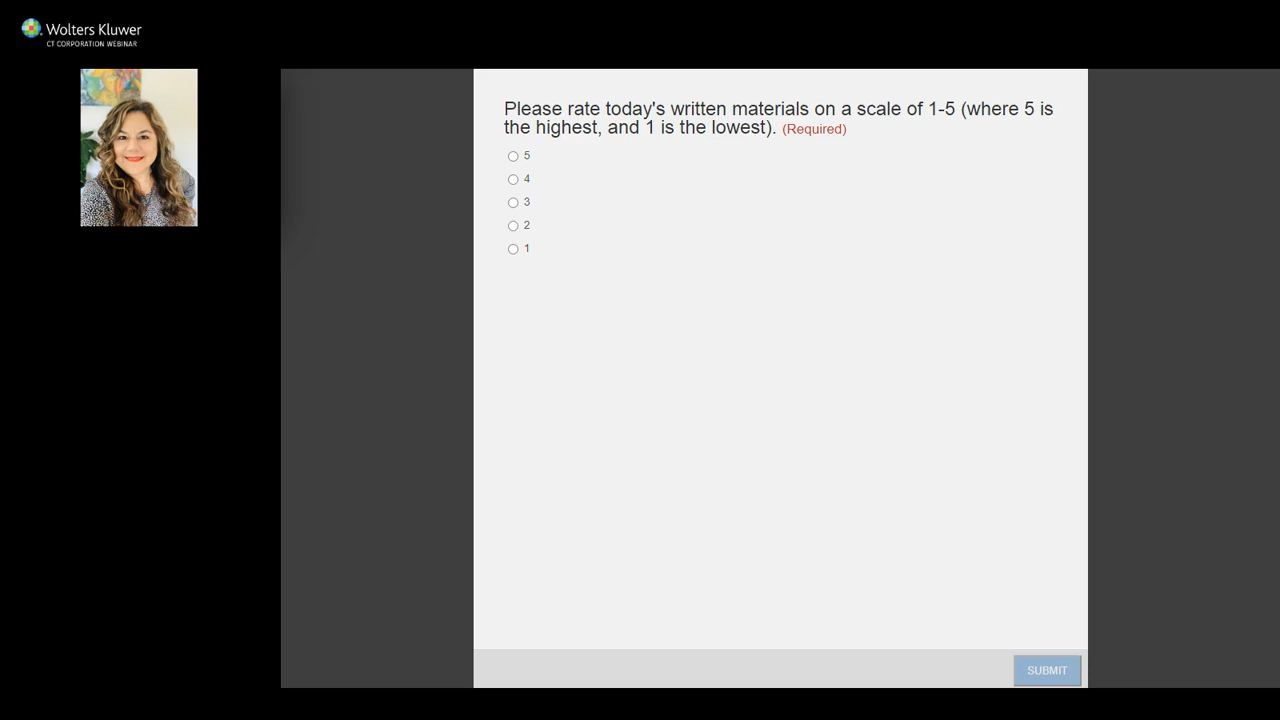 Wolters Kluwer
CT CORPORATION WEBINAR
Please rate today's written materials on a scale of 1-5 (where 5 is
the highest, and 1 is the lowest). (Required)
5
4
3
2
1
SUBMIT